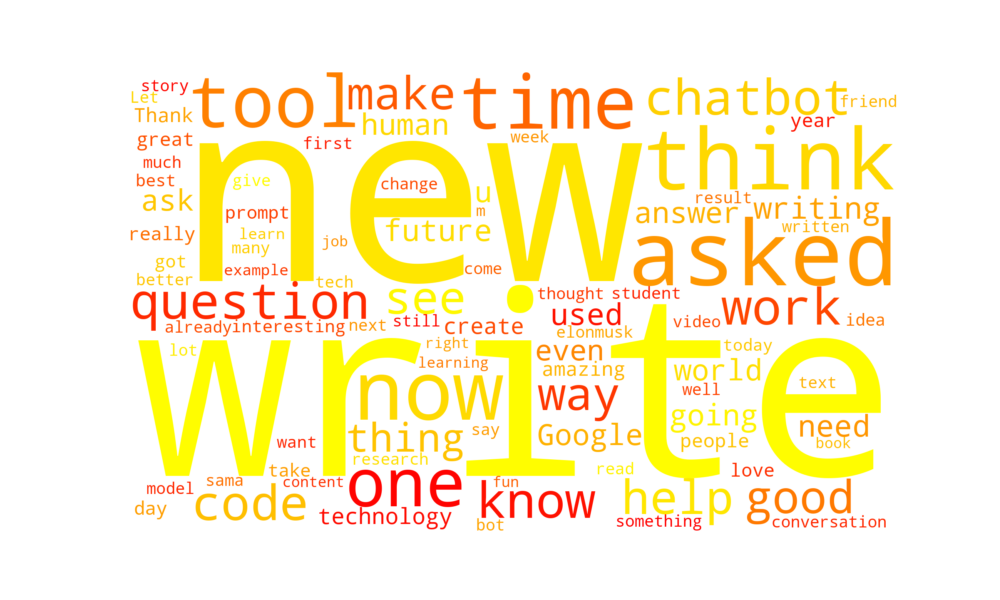 story
Let
Thank
great
much
best
ask
really
got
better
tool
make
time
chatbot
friend
human
first
week
year
new
think
give
change
u
m
prompt
learn
many
future
job
example
tech
come
result
answer
writing
written
asked
question
see
thought
student
used
work
idea
video
already
interesting
next
still
create
elonmusk
write
lot
right
learning
even
amazing
today
world
well
text
now
way
going
need
thing
say
Google
people
book
want
research
read
love
take
fun
model
sama
content
one
know
help
good
day
code
technology
bot
something
conversation